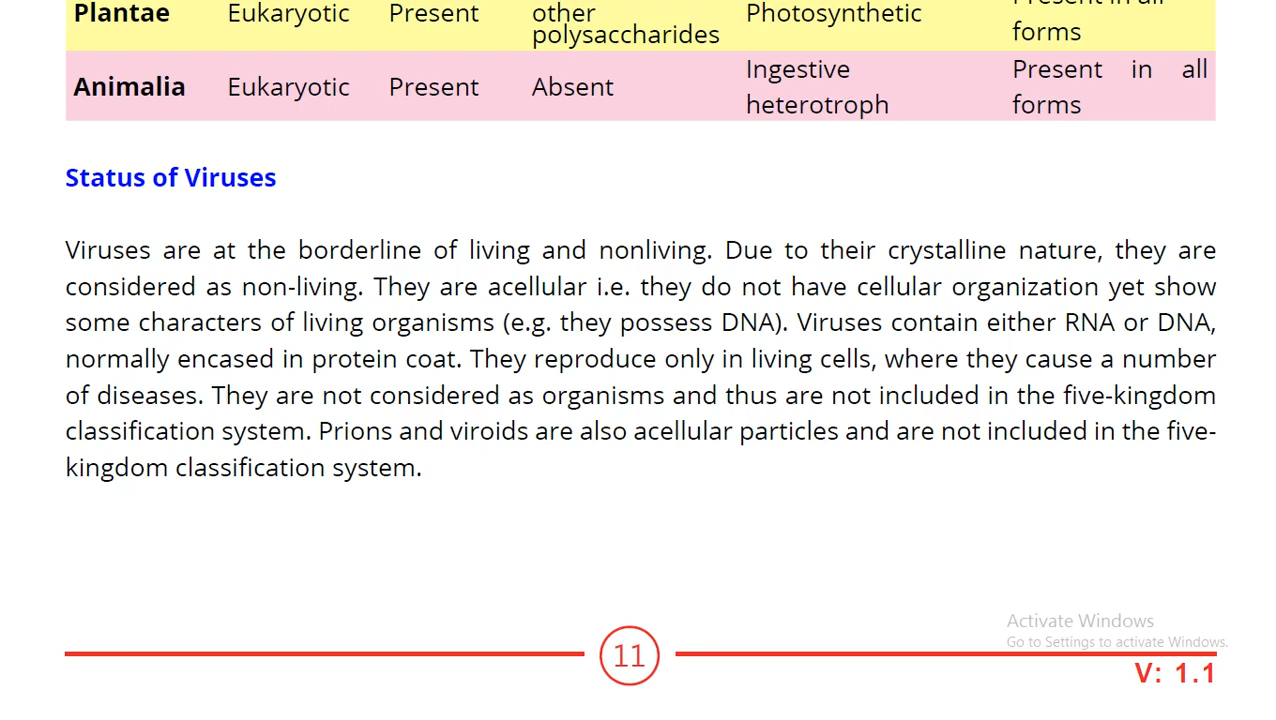 Plantae Eukaryotic Present other polysaccharides Photosynthetic Present in all forms
Animalia Eukaryotic Present Absent Ingestive heterotroph Present in all forms
Status of Viruses
Viruses are at the borderline of living and nonliving. Due to their crystalline nature, they are
considered as non-living. They are acellular i.e. they do not have cellular organization yet show
some characters of living organisms (e.g. they possess DNA). Viruses contain either RNA or DNA,
normally encased in protein coat. They reproduce only in living cells, where they cause a number
of diseases. They are not considered as organisms and thus are not included in the five-kingdom
classification system. Prions and viroids are also acellular particles and are not included in the five-
kingdom classification system.
Activate Windows
Go to Settings to activate Windows.
11
V: 1.1